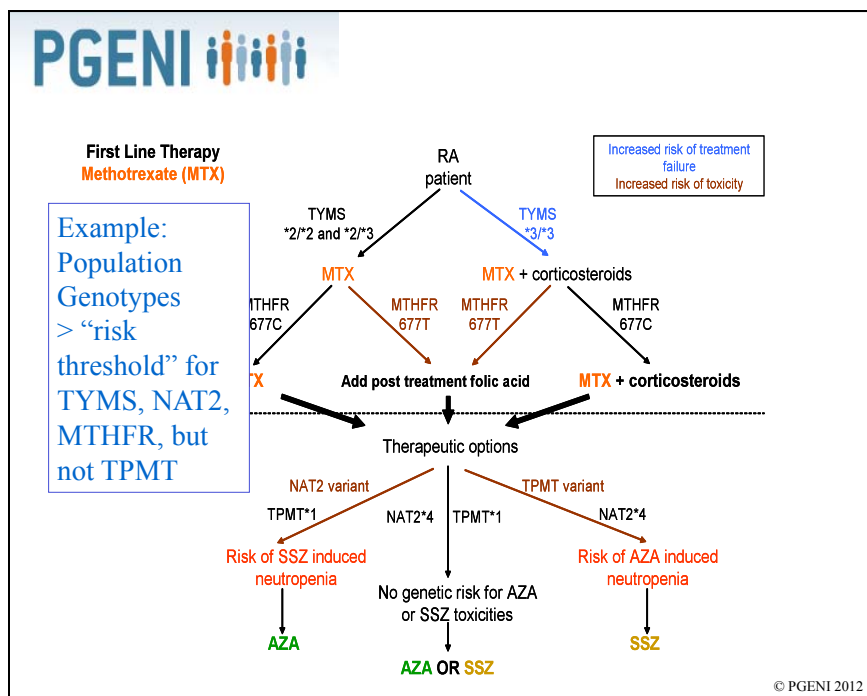 PGENI
First Line Therapy
Methotrexate (MTX)
RA
patient
Increased risk of treatment
failure
Increased risk of toxicity
Example:
Population
Genotypes
> “risk
threshold” for
TYMS, NAT2,
MTHFR, but
not TPMT
TYMS
*2/*2 and *2/*3
TYMS
*3/*3
MTX
MTX + corticosteroids
MTHFR
677C
MTHFR
677T
MTHFR
677T
MTHFR
677C
Add post treatment folic acid
MTX + corticosteroids
Therapeutic options
NAT2 variant
TPMT*1
NAT2*4
TPMT*1
TPMT variant
NAT2*4
Risk of SSZ induced
neutropenia
No genetic risk for AZA
or SSZ toxicities
Risk of AZA induced
neutropenia
AZA
AZA OR SSZ
SSZ
© PGENI 2012